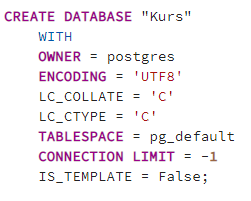 CREATE DATABASE "Kurs"
WITH
OWNER = postgres
ENCODING = 'UTF8'
LC_COLLATE = 'C'
LC_CTYPE = 'C'
TABLESPACE = pg_default
CONNECTION LIMIT = -1
IS_TEMPLATE = False;